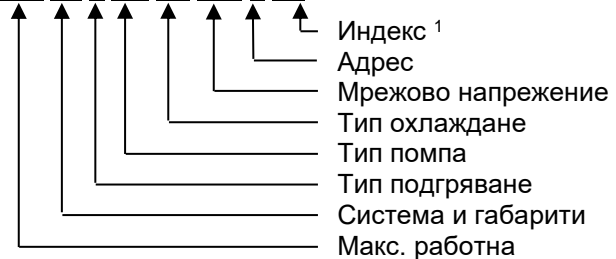 Индекс ¹
Адрес
Мрежово напрежение
Тип охлаждане
Тип помпа
Тип подгряване
Система и габарити
Макс. работна